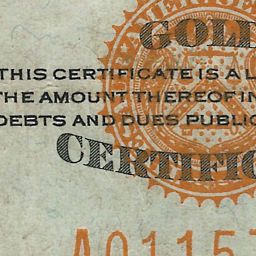 GOLD
THIS CERTIFICATE IS A L
THE AMOUNT THEREOF IN
DEBTS AND DUES PUBLIC
CERTIFIC
A01157